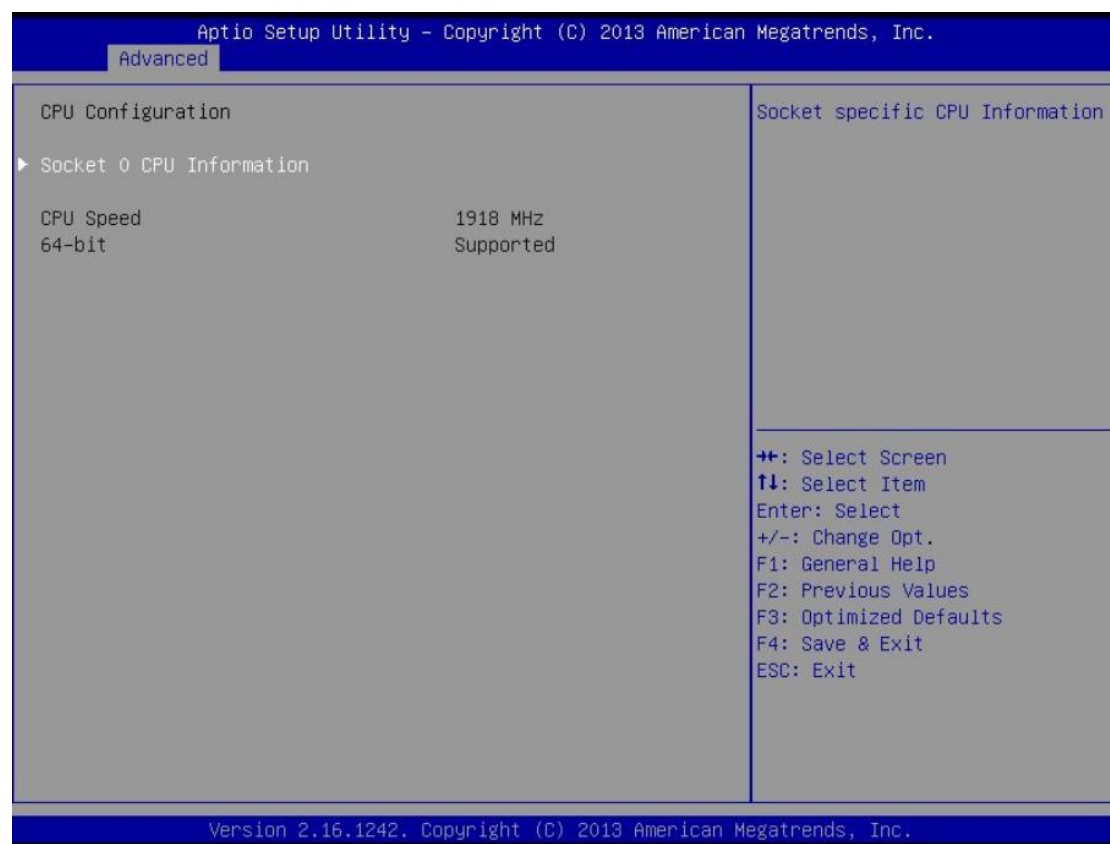 Aptio Setup Utility – Copyright (C) 2013 American Megatrends, Inc.
Advanced
CPU Configuration
Socket 0 CPU Information
CPU Speed 1918 MHz
64-bit Supported
Socket specific CPU Information
→←: Select Screen
↑↓: Select Item
Enter: Select
+/-: Change Opt.
F1: General Help
F2: Previous Values
F3: Optimized Defaults
F4: Save & Exit
ESC: Exit
Version 2.16.1242. Copyright (C) 2013 American Megatrends, Inc.